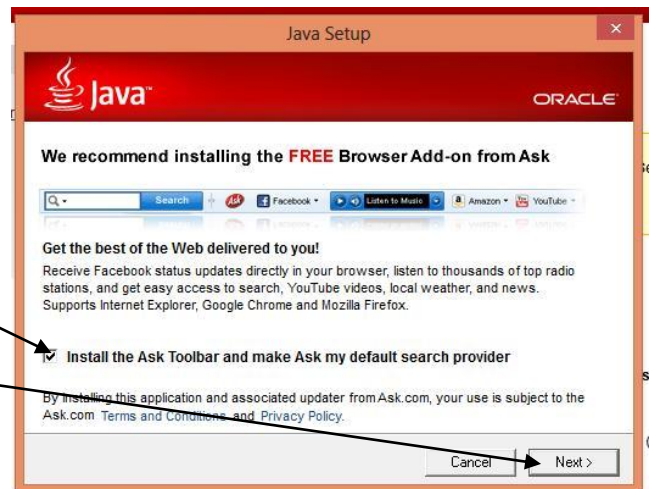 Java Setup
Java™
ORACLE®
We recommend installing the FREE Browser Add-on from Ask
Search Ask Facebook Listen to Music Amazon YouTube
Get the best of the Web delivered to you!
Receive Facebook status updates directly in your browser, listen to thousands of top radio
stations, and get easy access to search, YouTube videos, local weather, and news.
Supports Internet Explorer, Google Chrome and Mozilla Firefox.
Install the Ask Toolbar and make Ask my default search provider
By installing this application and associated updater from Ask.com, your use is subject to the
Ask.com Terms and Conditions and Privacy Policy.
Cancel Next >